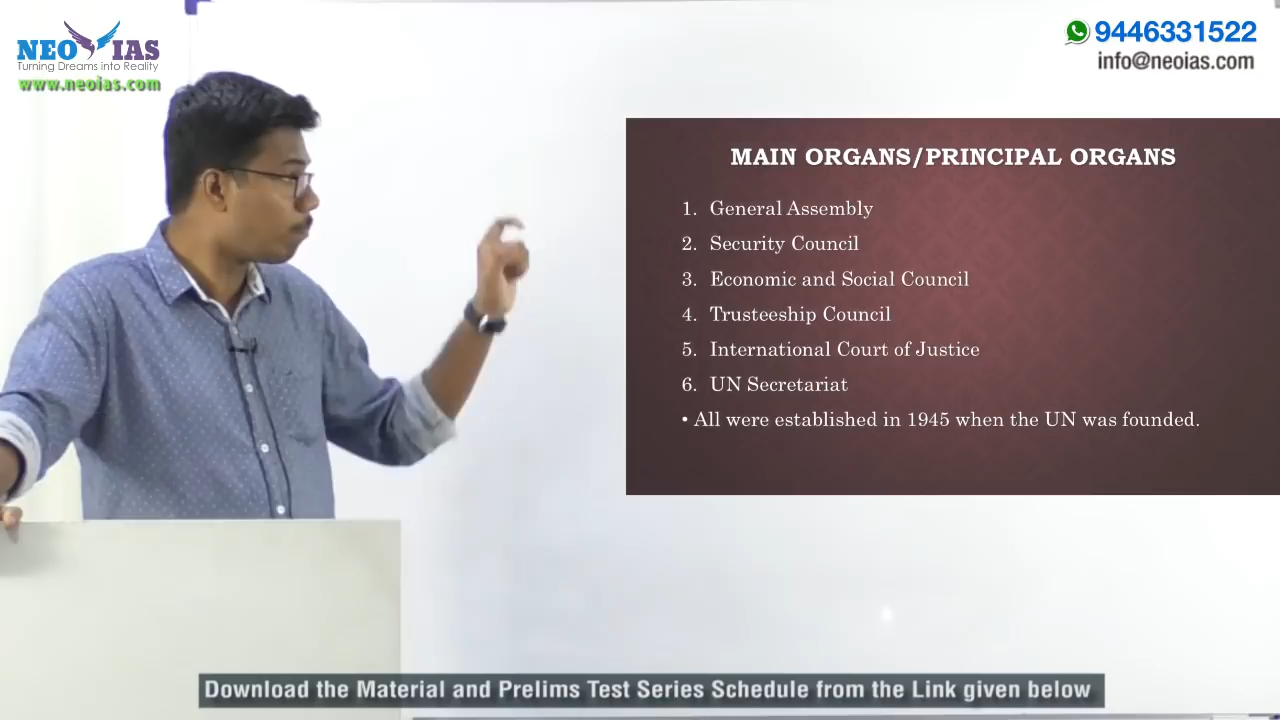 NEO IAS
Turning Dreams into Reality
www.neoias.com
9446331522
info@neoias.com
MAIN ORGANS/PRINCIPAL ORGANS
1. General Assembly
2. Security Council
3. Economic and Social Council
4. Trusteeship Council
5. International Court of Justice
6. UN Secretariat
• All were established in 1945 when the UN was founded.
Download the Material and Prelims Test Series Schedule from the Link given below